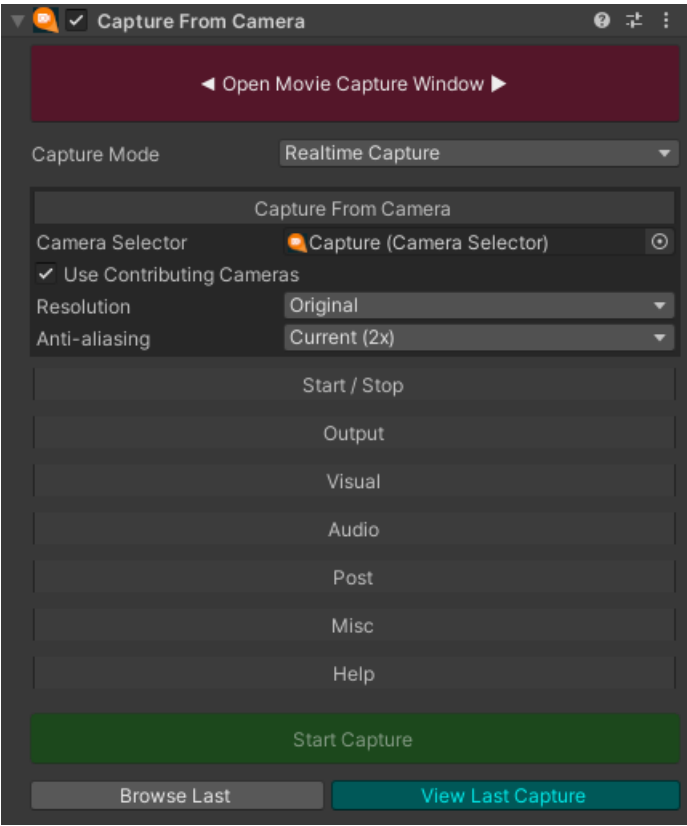 Capture From Camera
◄ Open Movie Capture Window ►
Capture Mode Realtime Capture
Capture From Camera
Camera Selector Capture (Camera Selector)
Use Contributing Cameras
Resolution Original
Anti-aliasing Current (2x)
Start / Stop
Output
Visual
Audio
Post
Misc
Help
Start Capture
Browse Last View Last Capture